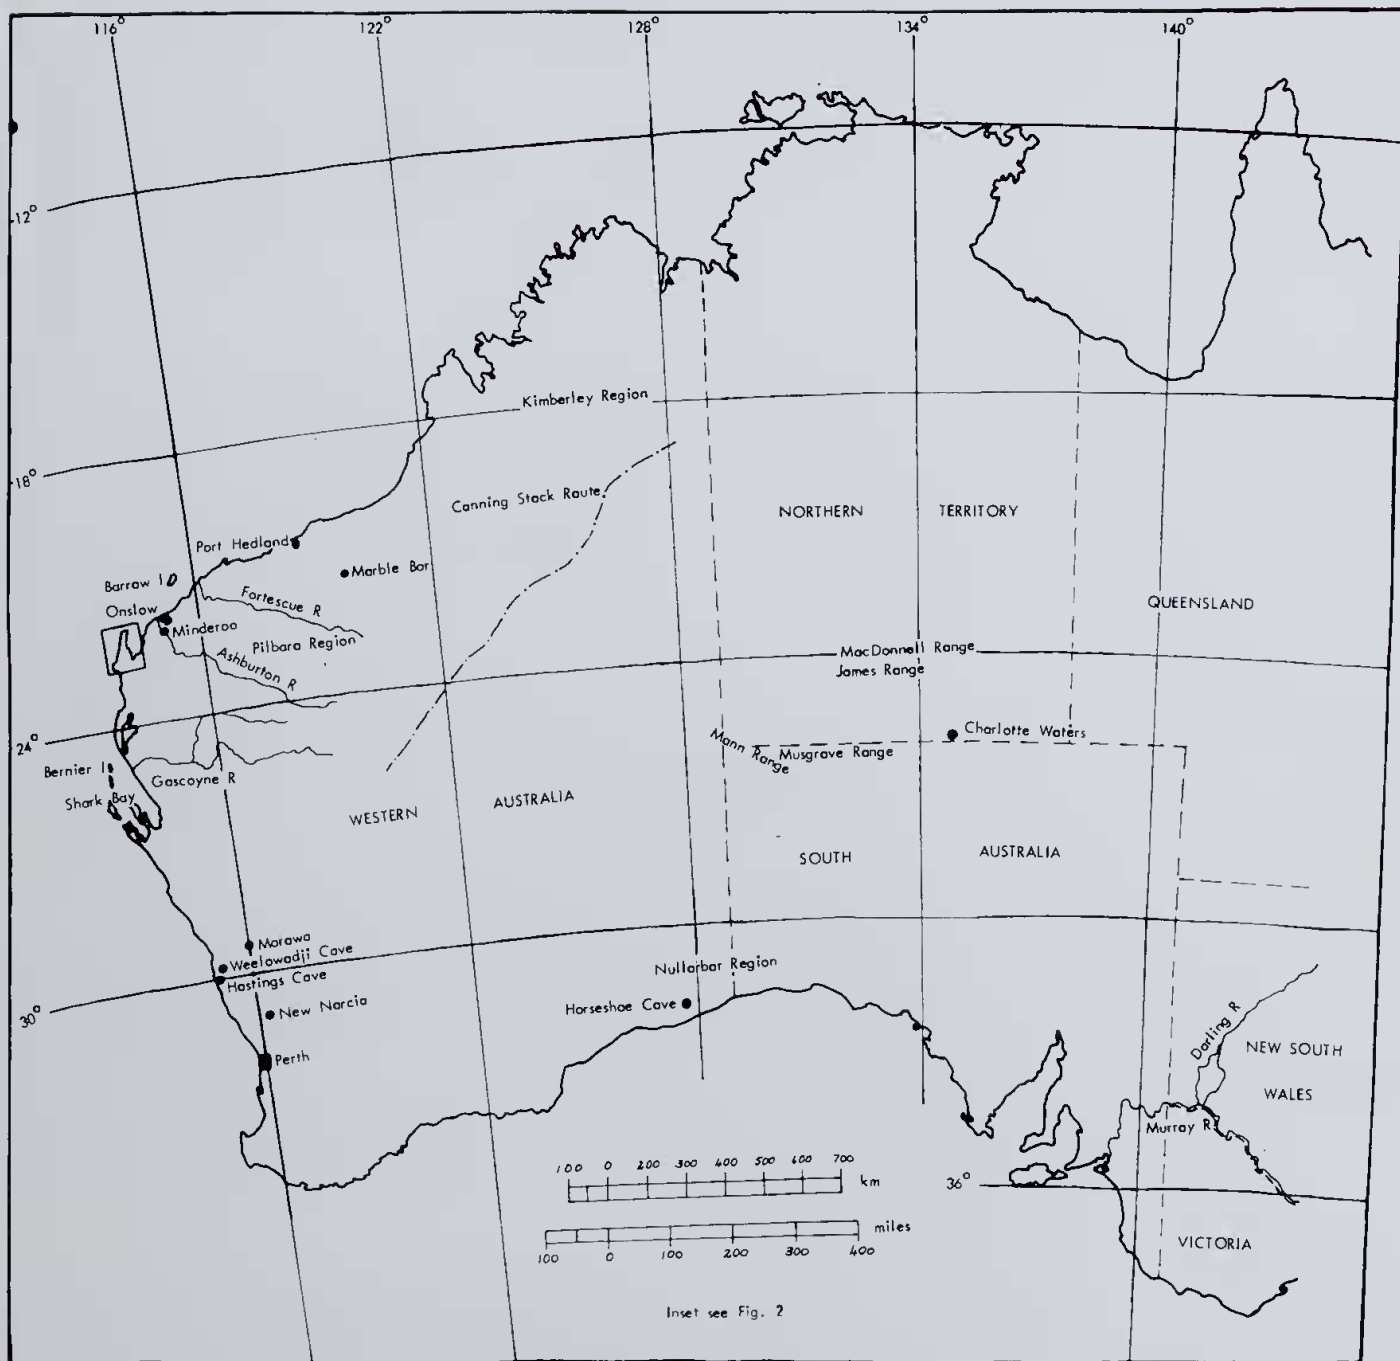 116° 122° 128° 134° 140°
12°
Kimberley Region
18°
Canning Stock Route
NORTHERN TERRITORY
Port Hedland
Marble Bar
Barrow I
Fortescue R
Onslow
QUEENSLAND
Minderoo
Pilbara Region
Ashburton R
MacDonnell Range
James Range
24°
Charlotte Waters
Mann Range
Musgrave Range
Bernier I
Gascoyne R
Shark Bay
WESTERN AUSTRALIA
SOUTH AUSTRALIA
Morawa
Weelowadji Cave
Hastings Cave
Nullarbar Region
30°
New Narcia
Horseshoe Cave
Darling R
NEW SOUTH
WALES
Perth
Murray R
100 0 200 300 400 500 600 700
km
36°
miles
100 0 100 200 300 400
VICTORIA
Inset see Fig. 2